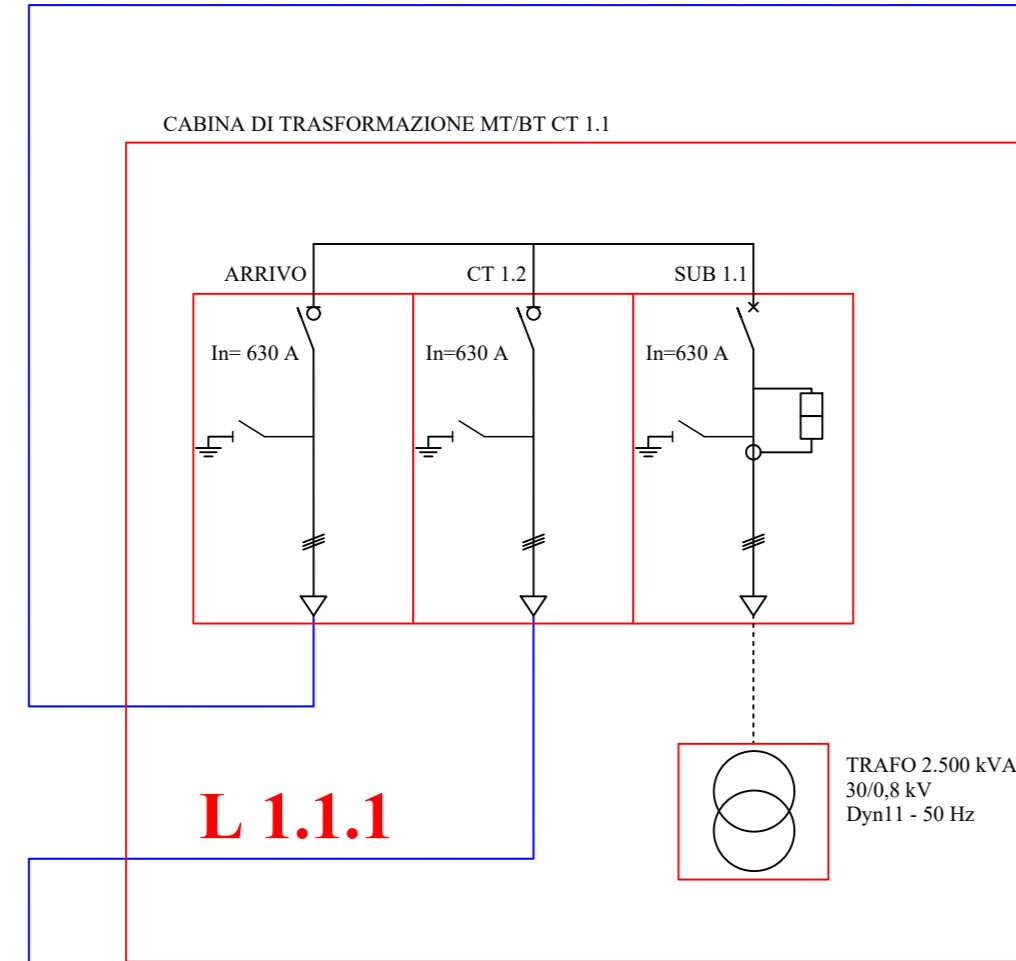 CABINA DI TRASFORMAZIONE MT/BT CT 1.1
ARRIVO
CT 1.2
SUB 1.1
In= 630 A
In=630 A
In=630 A
TRAFO 2.500 kVA
30/0,8 kV
Dyn11 - 50 Hz
L 1.1.1